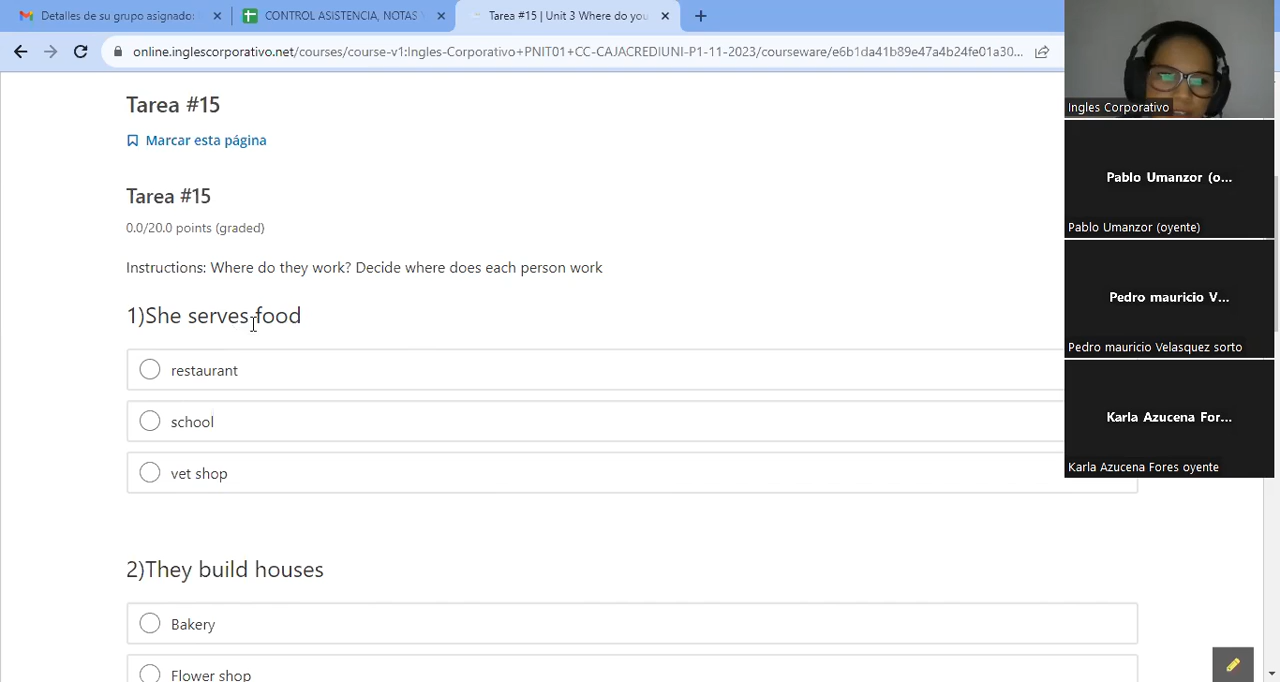 Detalles de su grupo asignado:
CONTROL ASISTENCIA, NOTAS Y
Tarea #15 | Unit 3 Where do you
online.inglescorporativo.net/courses/course-v1:Ingles-Corporativo+PNIT01+CC-CAJACREDIUNI-P1-11-2023/courseware/e6b1da41b89e47a4b24fe01a30...
Tarea #15
Marcar esta página
Tarea #15
0.0/20.0 points (graded)
Instructions: Where do they work? Decide where does each person work
1)She serves food
restaurant
school
vet shop
2)They build houses
Bakery
Flower shop
Ingles Corporativo
Pablo Umanzor (o...
Pablo Umanzor (oyente)
Pedro mauricio V...
Pedro mauricio Velasquez sorto
Karla Azucena For...
Karla Azucena Fores oyente